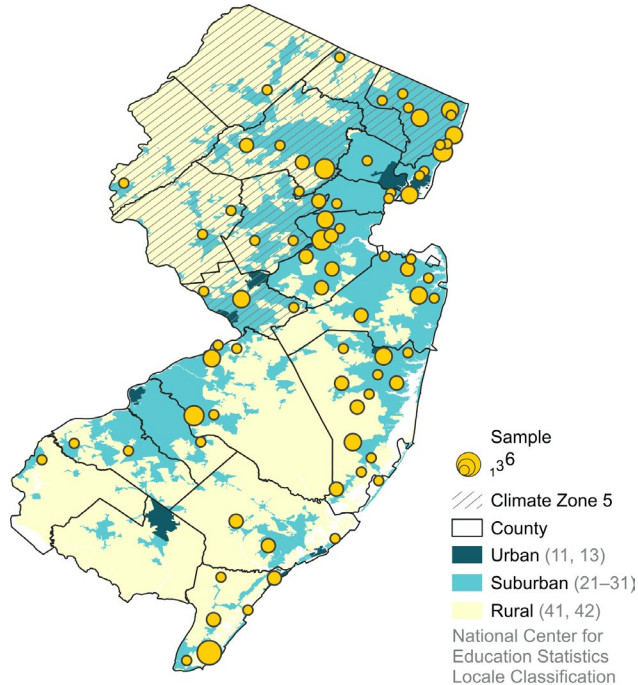 Sample
1 3 6
Climate Zone 5
County
Urban (11, 13)
Suburban (21–31)
Rural (41, 42)
National Center for
Education Statistics
Locale Classification